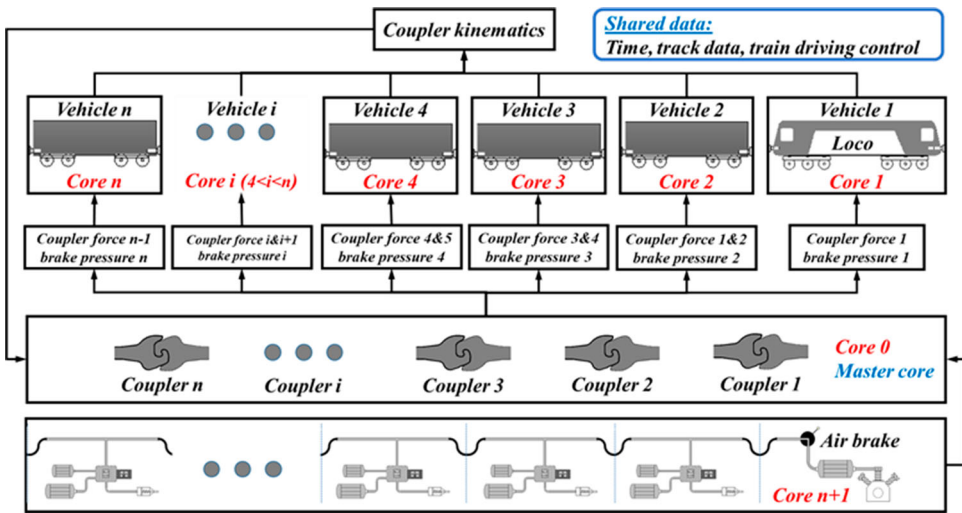 Coupler kinematics
Shared data:
Time, track data, train driving control
Vehicle n
Vehicle i
Vehicle 4
Vehicle 3
Vehicle 2
Vehicle 1
Loco
Core n
Core i (4<i<n)
Core 4
Core 3
Core 2
Core 1
Coupler force n-1
brake pressure n
Coupler force i&i+1
brake pressure i
Coupler force 4&5
brake pressure 4
Coupler force 3&4
brake pressure 3
Coupler force 1&2
brake pressure 2
Coupler force 1
brake pressure 1
Coupler n
Coupler i
Coupler 3
Coupler 2
Coupler 1
Core 0
Master core
Air brake
Core n+1